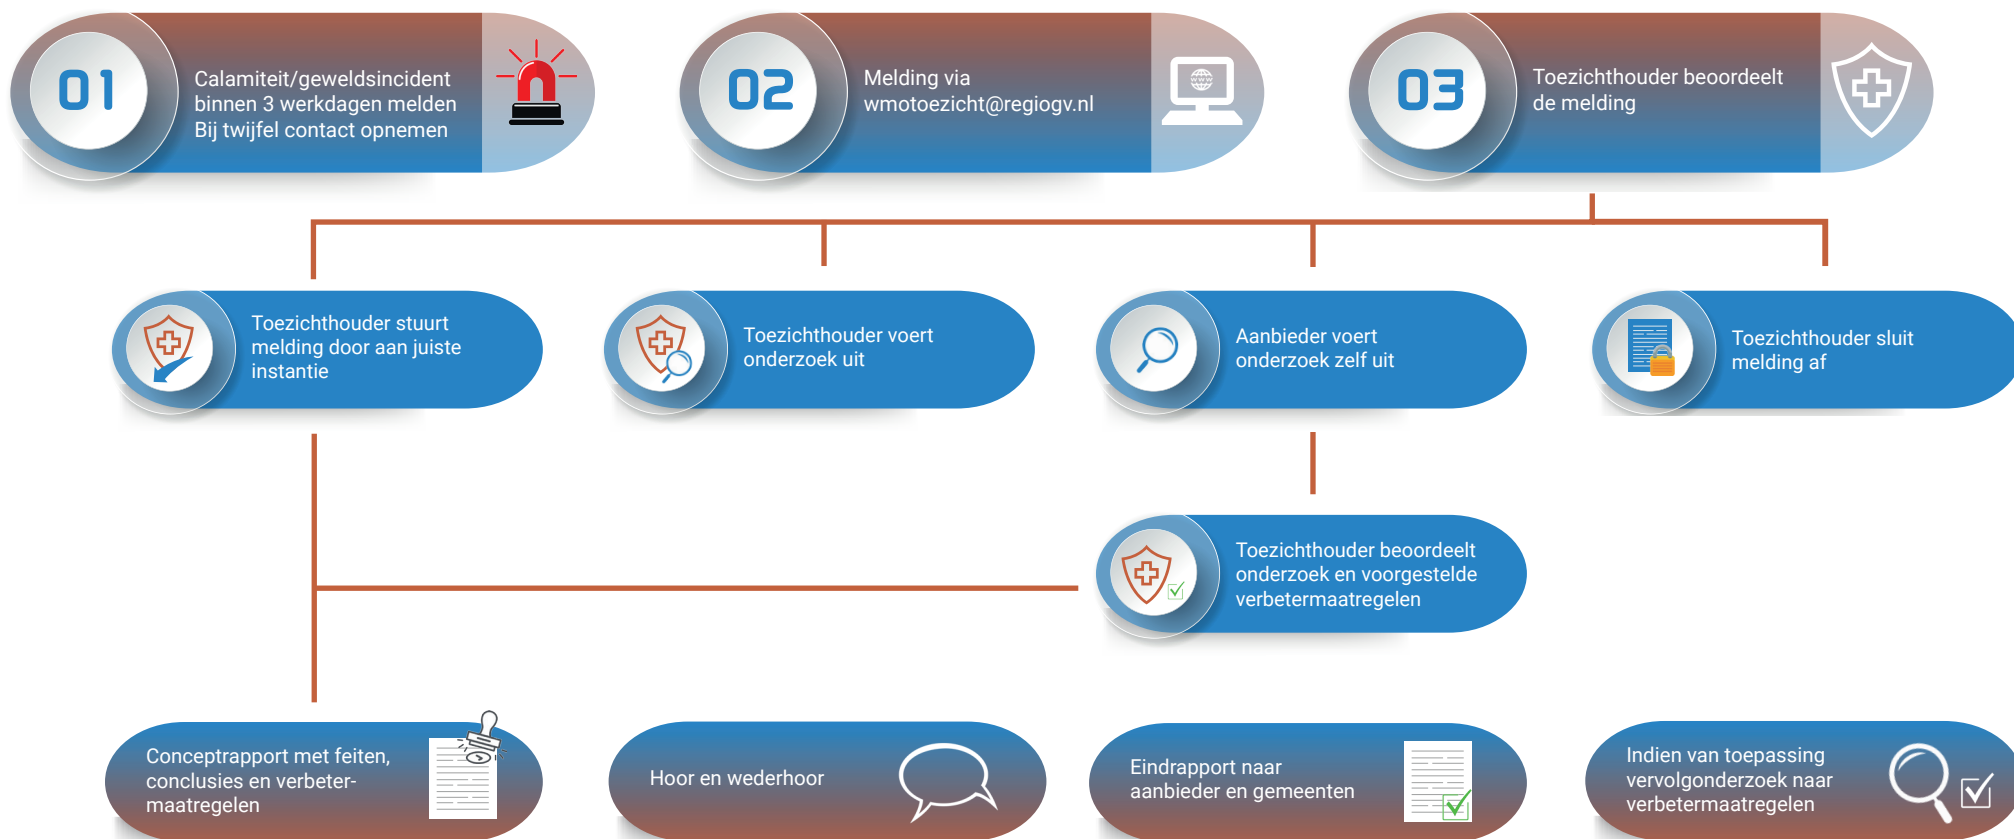 01
Calamiteit/geweldsincident
binnen 3 werkdagen melden
Bij twijfel contact opnemen
02
Melding via
wmotoezicht@regiogv.nl
www
03
Toezichthouder beoordeelt
de melding
Toezichthouder stuurt
melding door aan juiste
instantie
Toezichthouder voert
onderzoek uit
Aanbieder voert
onderzoek zelf uit
Toezichthouder sluit
melding af
Toezichthouder beoordeelt
onderzoek en voorgestelde
verbetermaatregelen
Conceptrapport met feiten,
conclusies en verbeter-
maatregelen
Hoor en wederhoor
Eindrapport naar
aanbieder en gemeenten
Indien van toepassing
vervolgonderzoek naar
verbetermaatregelen